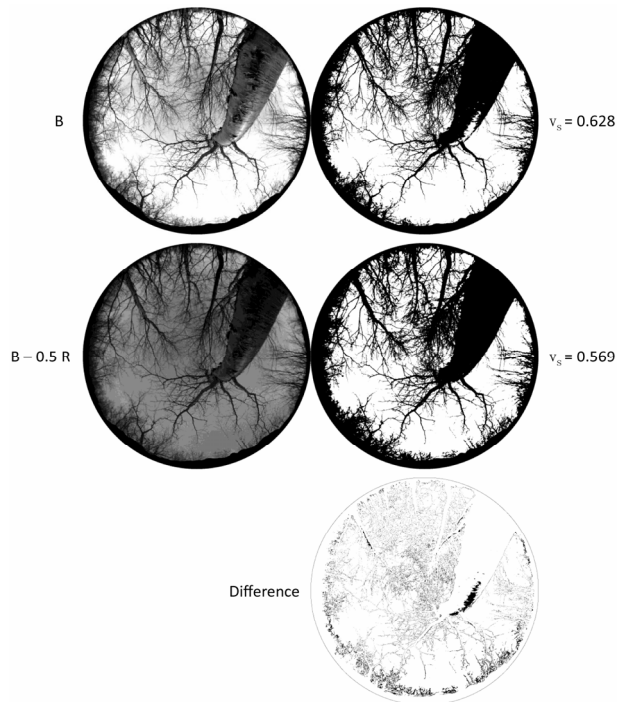 B
vₛ = 0.628
B – 0.5 R
vₛ = 0.569
Difference